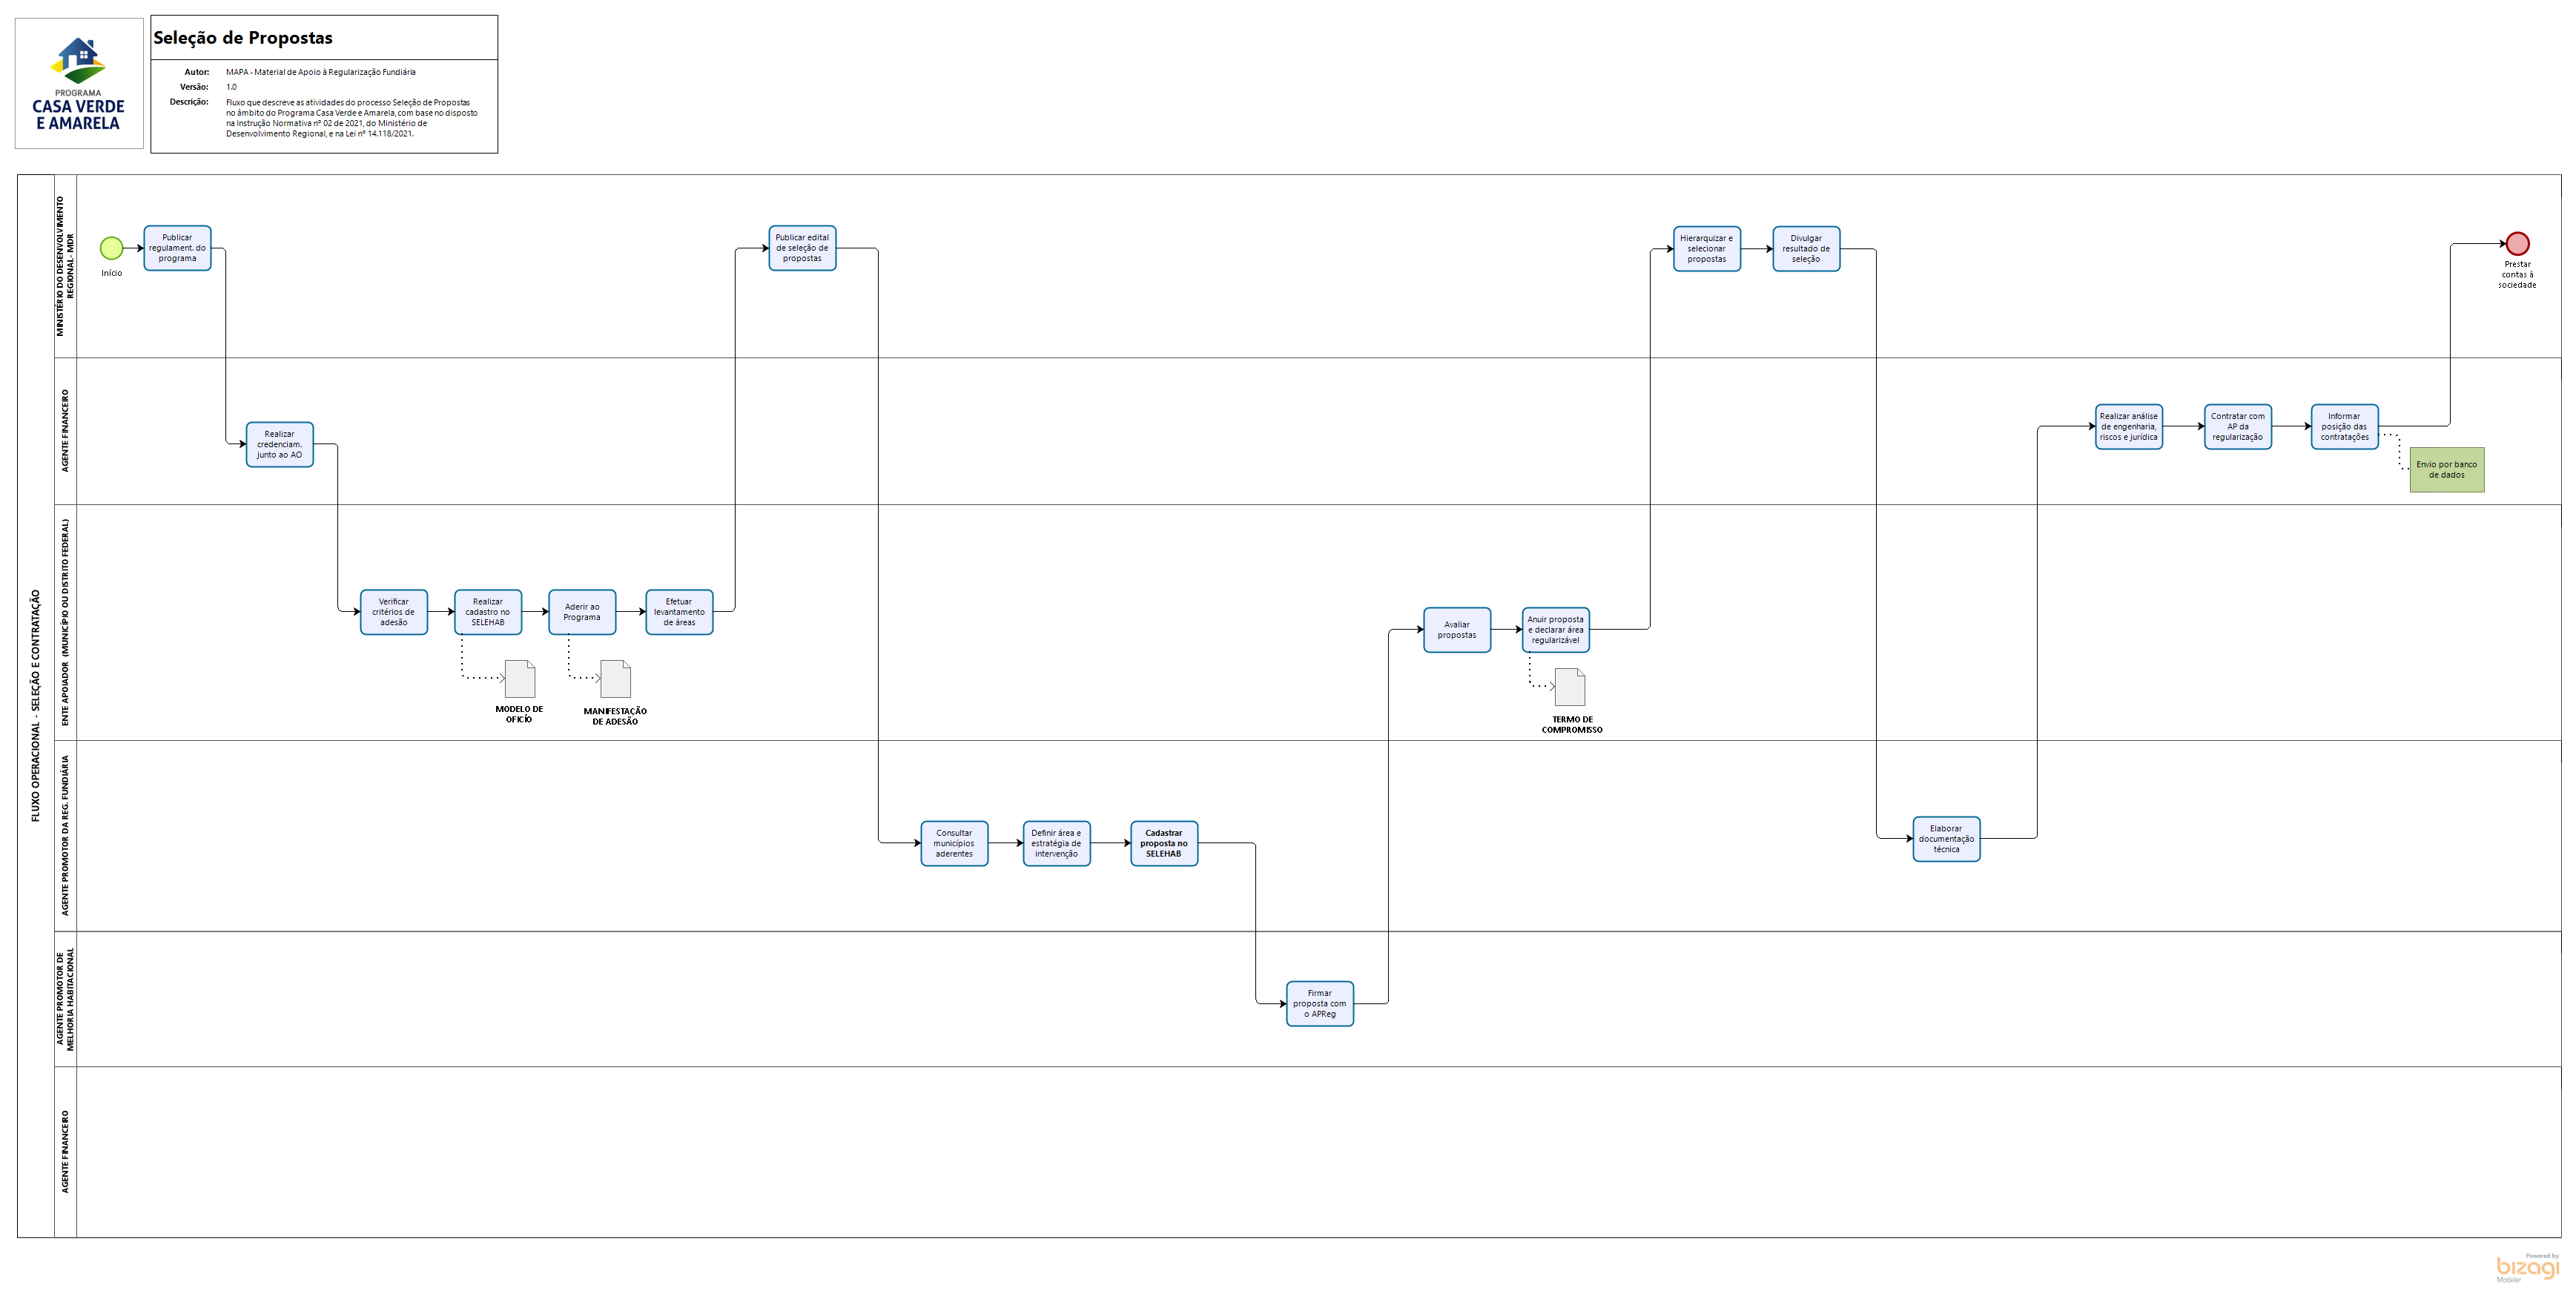 PROGRAMA
CASA VERDE
E AMARELA
Seleção de Propostas
Autor: MAPA - Material de Apoio à Regularização Fundiária
Versão: 1.0
Descrição: Fluxo que descreve as atividades do processo Seleção de Propostas
no âmbito do Programa Casa Verde e Amarela, com base no disposto
na Instrução Normativa nº 02 de 2021, do Ministério de
Desenvolvimento Regional, e na Lei nº 14.118/2021.
FLUXO OPERACIONAL - SELEÇÃO E CONTRATAÇÃO
MINISTÉRIO DO DESENVOLVIMENTO
REGIONAL- MDR
Início
Publicar
regulament. do
programa
Publicar edital
de seleção de
propostas
Hierarquizar e
selecionar
propostas
Divulgar
resultado de
seleção
Prestar
contas à
sociedade
AGENTE FINANCEIRO
Realizar
credenciam.
junto ao AO
Realizar análise
de engenharia,
riscos e jurídica
Contratar com
AP da
regularização
Informar
posição das
contratações
Envio por banco
de dados
ENTE APOIADOR (MUNICÍPIO OU DISTRITO FEDERAL)
Verificar
critérios de
adesão
Realizar
cadastro no
SELEHAB
Aderir ao
Programa
Efetuar
levantamento
de áreas
MODELO DE
OFICÍO
MANIFESTAÇÃO
DE ADESÃO
Avaliar
propostas
Anuir proposta
e declarar área
regularizável
TERMO DE
COMPROMISSO
AGENTE PROMOTOR DA REG. FUNDIÁRIA
Consultar
municípios
aderentes
Definir área e
estratégia de
intervenção
Cadastrar
proposta no
SELEHAB
Elaborar
documentação
técnica
AGENTE PROMOTOR DE
MELHORIA HABITACIONAL
Firmar
proposta com
o APReg
AGENTE FINANCEIRO
Powered by
bizagi
Modeler